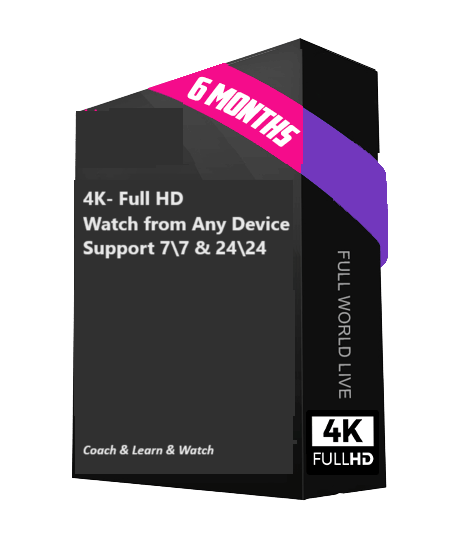 6 MONTHS
4K- Full HD
Watch from Any Device
Support 7\7 & 24\24
Coach & Learn & Watch
FULL WORLD LIVE
4K
FULLHD